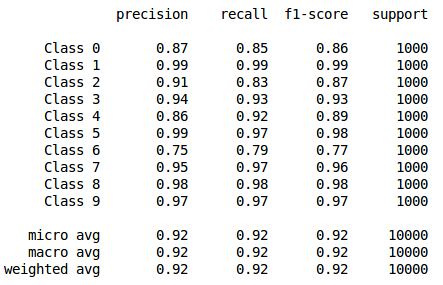 precision recall f1-score support
Class 0 0.87 0.85 0.86 1000
Class 1 0.99 0.99 0.99 1000
Class 2 0.91 0.83 0.87 1000
Class 3 0.94 0.93 0.93 1000
Class 4 0.86 0.92 0.89 1000
Class 5 0.99 0.97 0.98 1000
Class 6 0.75 0.79 0.77 1000
Class 7 0.95 0.97 0.96 1000
Class 8 0.98 0.98 0.98 1000
Class 9 0.97 0.97 0.97 1000
micro avg 0.92 0.92 0.92 10000
macro avg 0.92 0.92 0.92 10000
weighted avg 0.92 0.92 0.92 10000